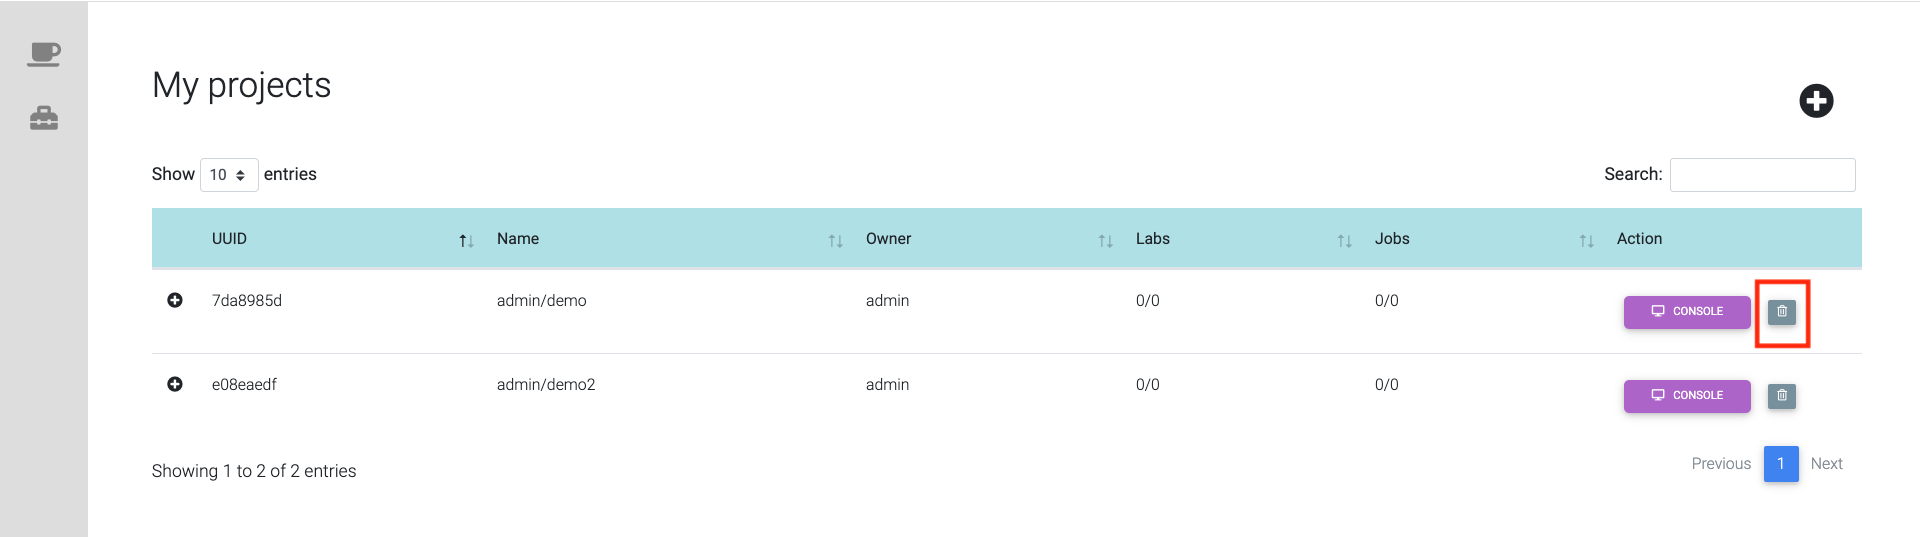 My projects
Show 10 entries
Search:
UUID Name Owner Labs Jobs Action
7da8985d admin/demo admin 0/0 0/0 CONSOLE
e08eaedf admin/demo2 admin 0/0 0/0 CONSOLE
Showing 1 to 2 of 2 entries
Previous 1 Next